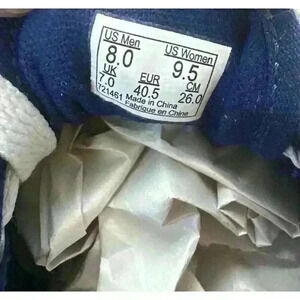 US Men US Women
8.0 9.5
UK EUR CM
7.0 40.5 26.0
721461 Made in China
Fabrique en Chine